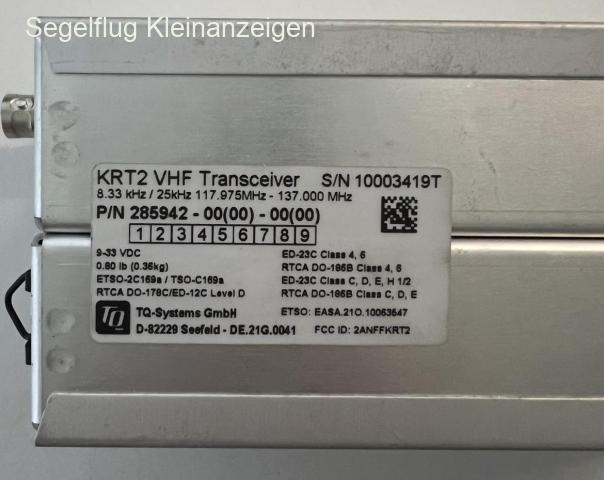 Segelflug Kleinanzeigen
KRT2 VHF Transceiver S/N 10003419T
8.33 kHz / 25kHz 117.975MHz - 137.000 MHz
P/N 285942 - 00(00) - 00(00)
1 2 3 4 5 6 7 8 9
9-33 VDC
0.80 lb (0.36kg)
ETSO-2C169a / TSO-C169a
RTCA DO-178C/ED-12C Level D
ED-23C Class 4, 6
RTCA DO-186B Class 4, 6
ED-23C Class C, D, E, H 1/2
RTCA DO-186B Class C, D, E
TQ
TQ-Systems GmbH
D-82229 Seefeld - DE.21G.0041
ETSO: EASA.21O.10063647
FCC ID: 2ANFFKRT2